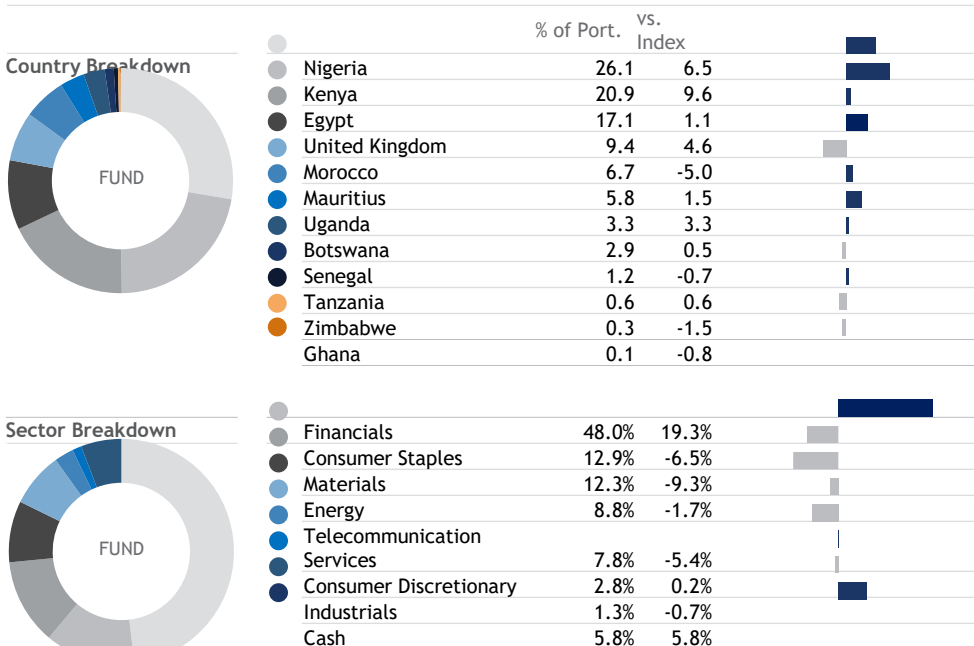 % of Port. vs. Index
Country Breakdown
FUND
Nigeria 26.1 6.5
Kenya 20.9 9.6
Egypt 17.1 1.1
United Kingdom 9.4 4.6
Morocco 6.7 -5.0
Mauritius 5.8 1.5
Uganda 3.3 3.3
Botswana 2.9 0.5
Senegal 1.2 -0.7
Tanzania 0.6 0.6
Zimbabwe 0.3 -1.5
Ghana 0.1 -0.8
Sector Breakdown
FUND
Financials 48.0% 19.3%
Consumer Staples 12.9% -6.5%
Materials 12.3% -9.3%
Energy 8.8% -1.7%
Telecommunication
Services 7.8% -5.4%
Consumer Discretionary 2.8% 0.2%
Industrials 1.3% -0.7%
Cash 5.8% 5.8%